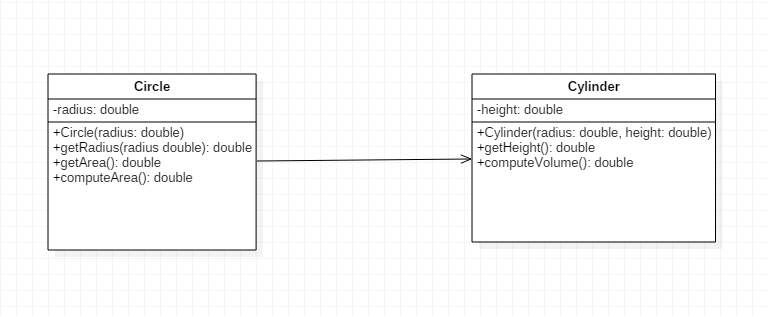 Circle
-radius: double
+Circle(radius: double)
+getRadius(radius double): double
+getArea(): double
+computeArea(): double
Cylinder
-height: double
+Cylinder(radius: double, height: double)
+getHeight(): double
+computeVolume(): double